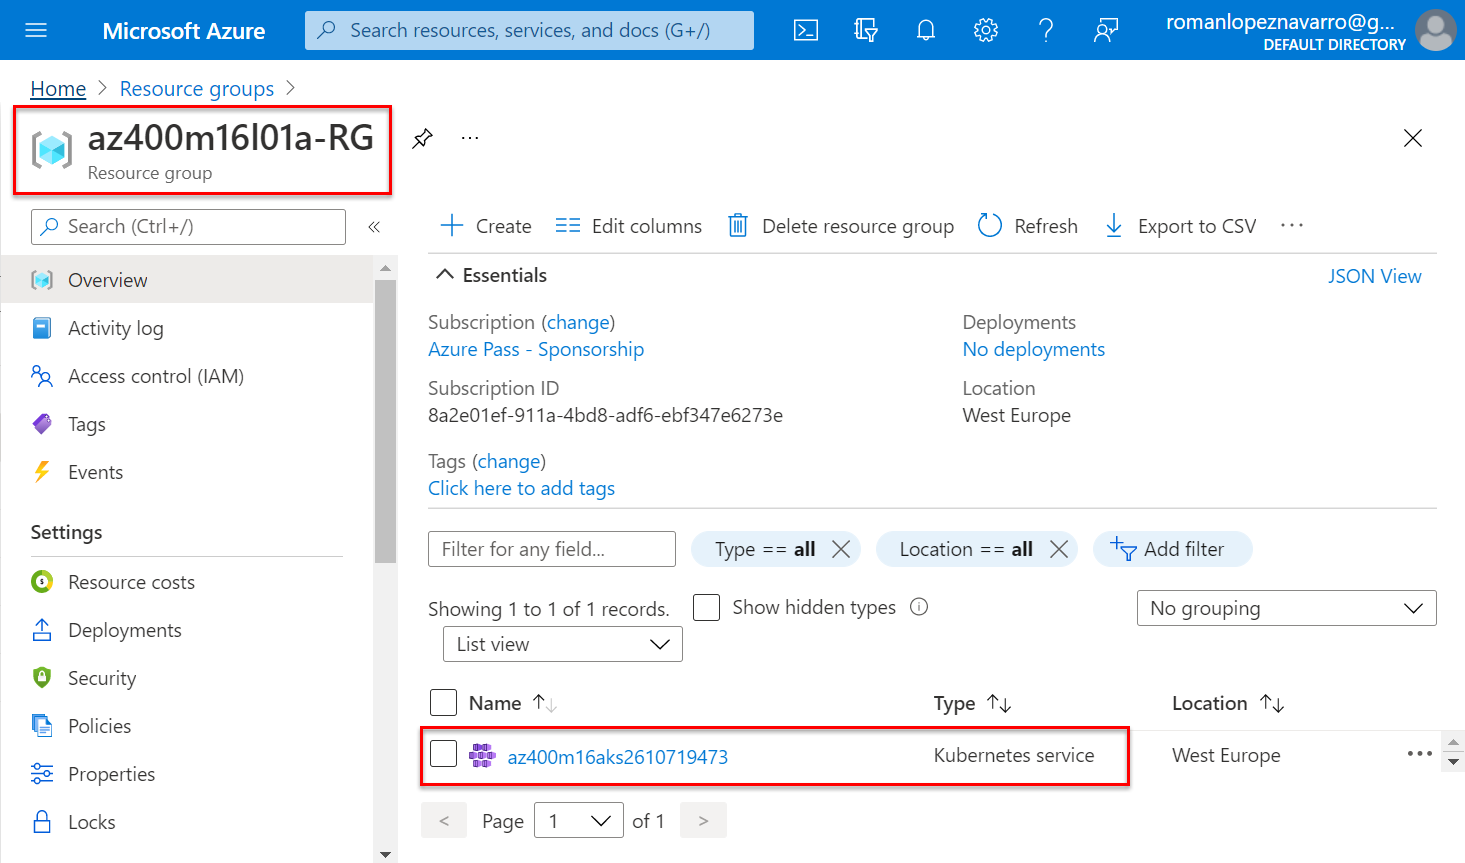 Microsoft Azure
Search resources, services, and docs (G+/)
romanlopeznavarro@g...
DEFAULT DIRECTORY
Home > Resource groups >
az400m16l01a-RG
Resource group
Search (Ctrl+/)
«
Overview
Activity log
Access control (IAM)
Tags
Events
Settings
Resource costs
Deployments
Security
Policies
Properties
Locks
Create
Edit columns
Delete resource group
Refresh
Export to CSV
Essentials
JSON View
Subscription (change)
Azure Pass - Sponsorship
Subscription ID
8a2e01ef-911a-4bd8-adf6-ebf347e6273e
Deployments
No deployments
Location
West Europe
Tags (change)
Click here to add tags
Filter for any field...
Type == all
Location == all
Add filter
Showing 1 to 1 of 1 records.
Show hidden types
No grouping
List view
Name
Type
Location
az400m16aks2610719473
Kubernetes service
West Europe
< Page 1 of 1 >